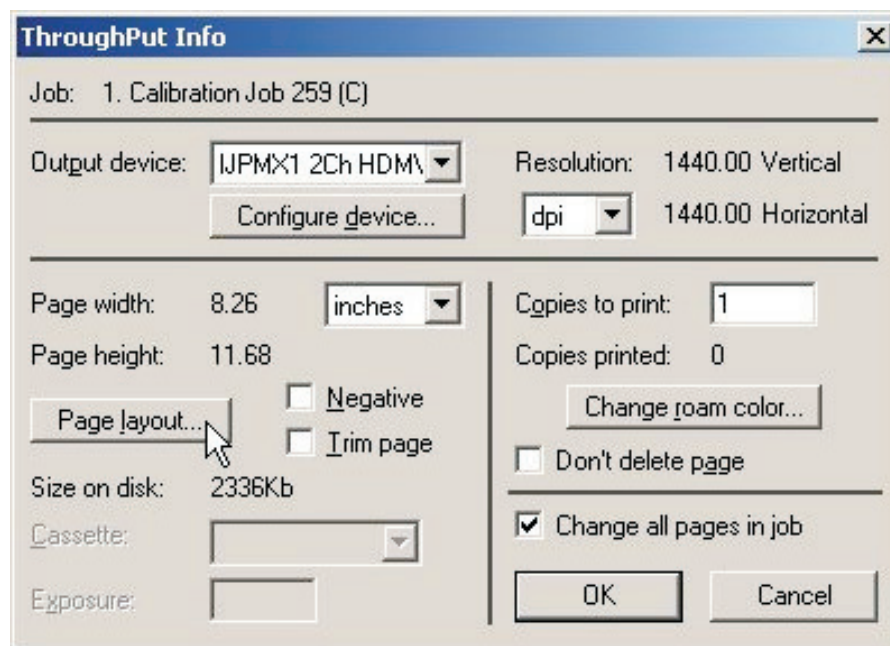 ThroughPut Info
Job: 1. Calibration Job 259 (C)
Output device: IJPMX1 2Ch HDM\
Configure device...
Resolution: 1440.00 Vertical
dpi 1440.00 Horizontal
Page width: 8.26 inches
Page height: 11.68
Page layout...
Negative
Trim page
Size on disk: 2336Kb
Cassette:
Exposure:
Copies to print: 1
Copies printed: 0
Change roam color...
Don't delete page
Change all pages in job
OK Cancel